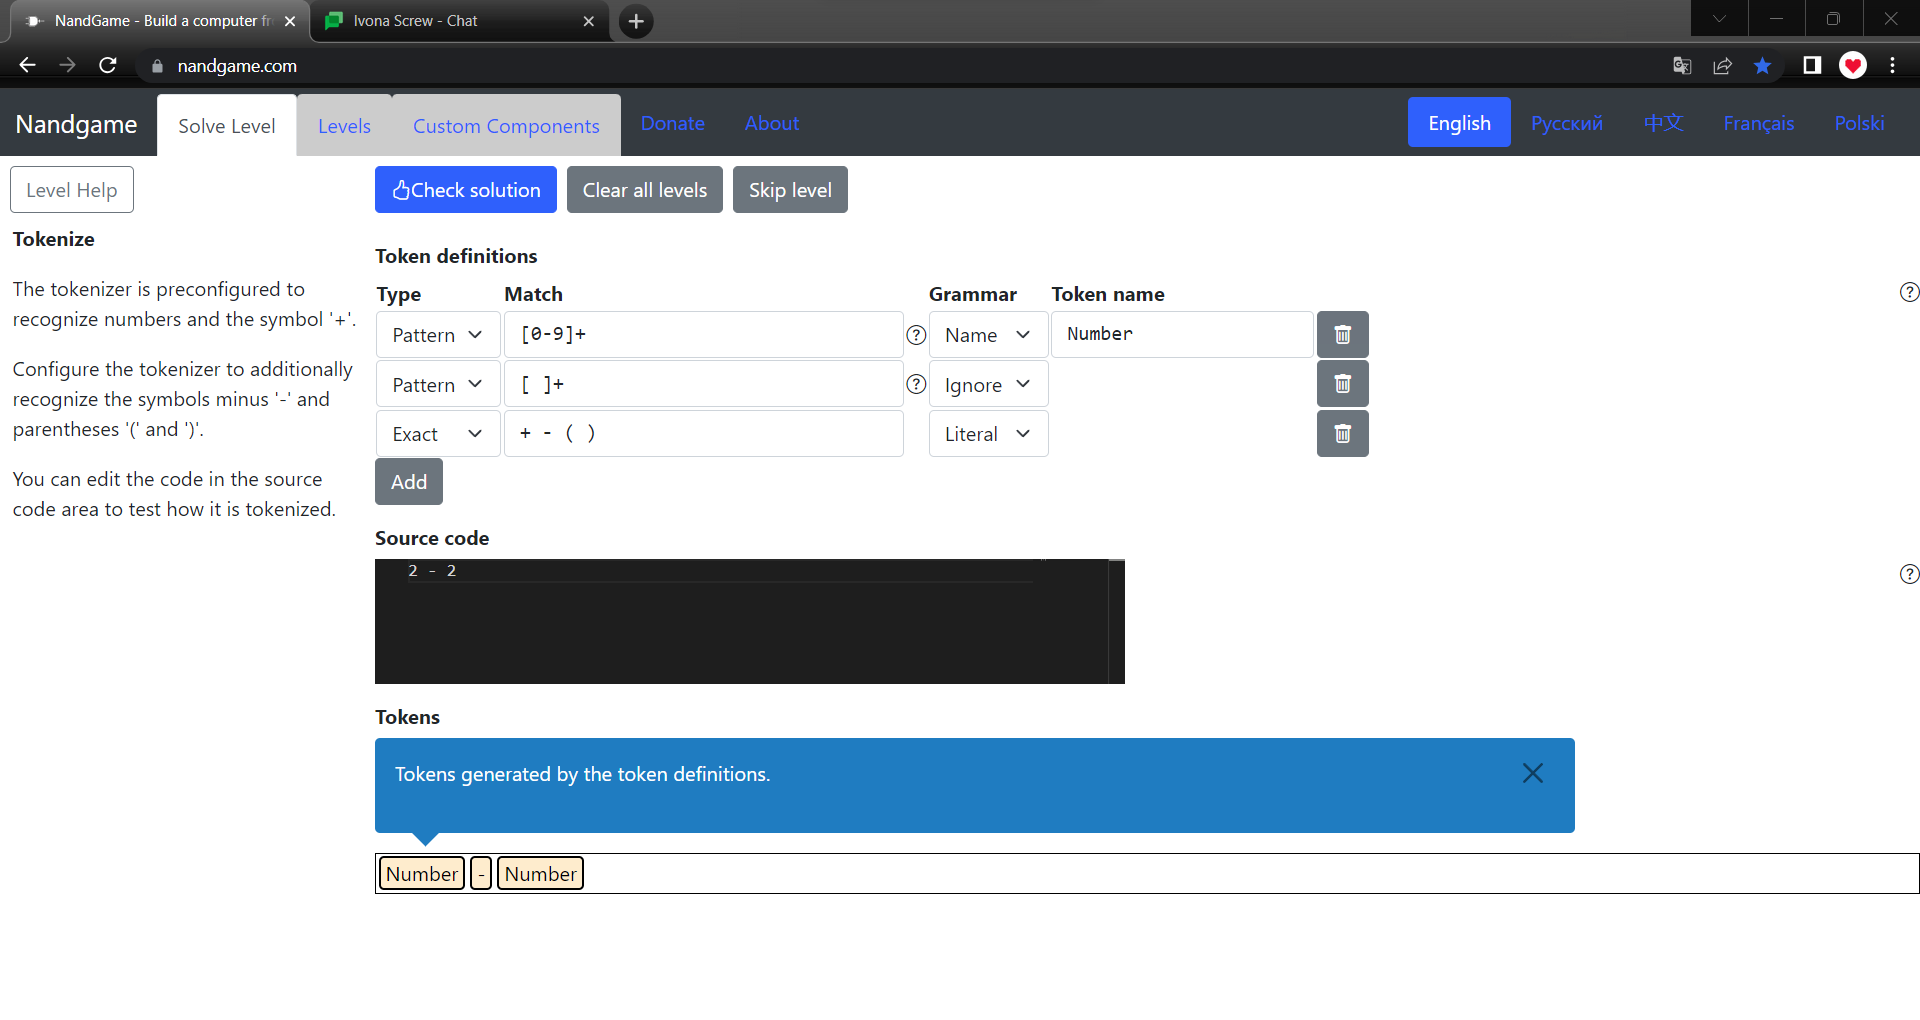 NandGame - Build a computer fr
Ivona Screw - Chat
nandgame.com
Nandgame
Solve Level
Levels
Custom Components
Donate
About
English
Русский
中文
Français
Polski
Level Help
Check solution
Clear all levels
Skip level
Tokenize
The tokenizer is preconfigured to
recognize numbers and the symbol '+'.
Configure the tokenizer to additionally
recognize the symbols minus '-' and
parentheses '(' and ')'.
You can edit the code in the source
code area to test how it is tokenized.
Token definitions
Type Match Grammar Token name
Pattern [0-9]+ ? Name Number
Pattern [ ]+ ? Ignore
Exact + - ( ) Literal
Add
Source code
2 - 2
Tokens
Tokens generated by the token definitions.
Number - Number